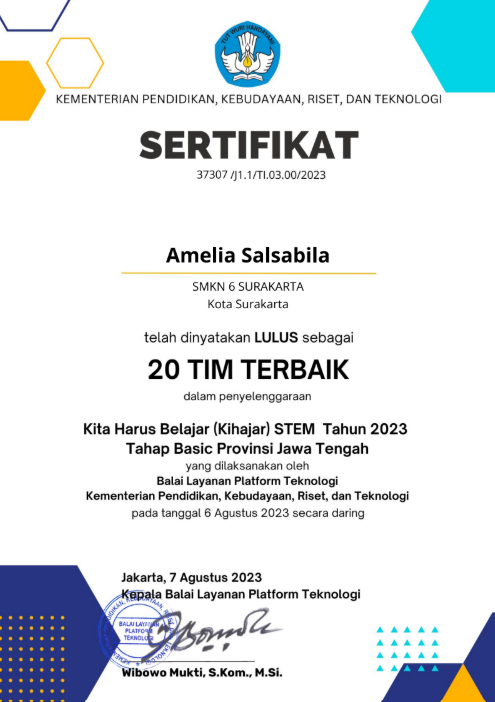 TUT WURI HANDAYANI
KEMENTERIAN PENDIDIKAN, KEBUDAYAAN, RISET, DAN TEKNOLOGI
SERTIFIKAT
37307 /J1.1/TI.03.00/2023
Amelia Salsabila
SMKN 6 SURAKARTA
Kota Surakarta
telah dinyatakan LULUS sebagai
20 TIM TERBAIK
dalam penyelenggaraan
Kita Harus Belajar (Kihajar) STEM Tahun 2023
Tahap Basic Provinsi Jawa Tengah
yang dilaksanakan oleh
Balai Layanan Platform Teknologi
Kementerian Pendidikan, Kebudayaan, Riset, dan Teknologi
pada tanggal 6 Agustus 2023 secara daring
Jakarta, 7 Agustus 2023
Kepala Balai Layanan Platform Teknologi
BALAI LAYANAN
PLATFORM
TEKNOLOGI
Wibowo Mukti, S.Kom., M.Si.